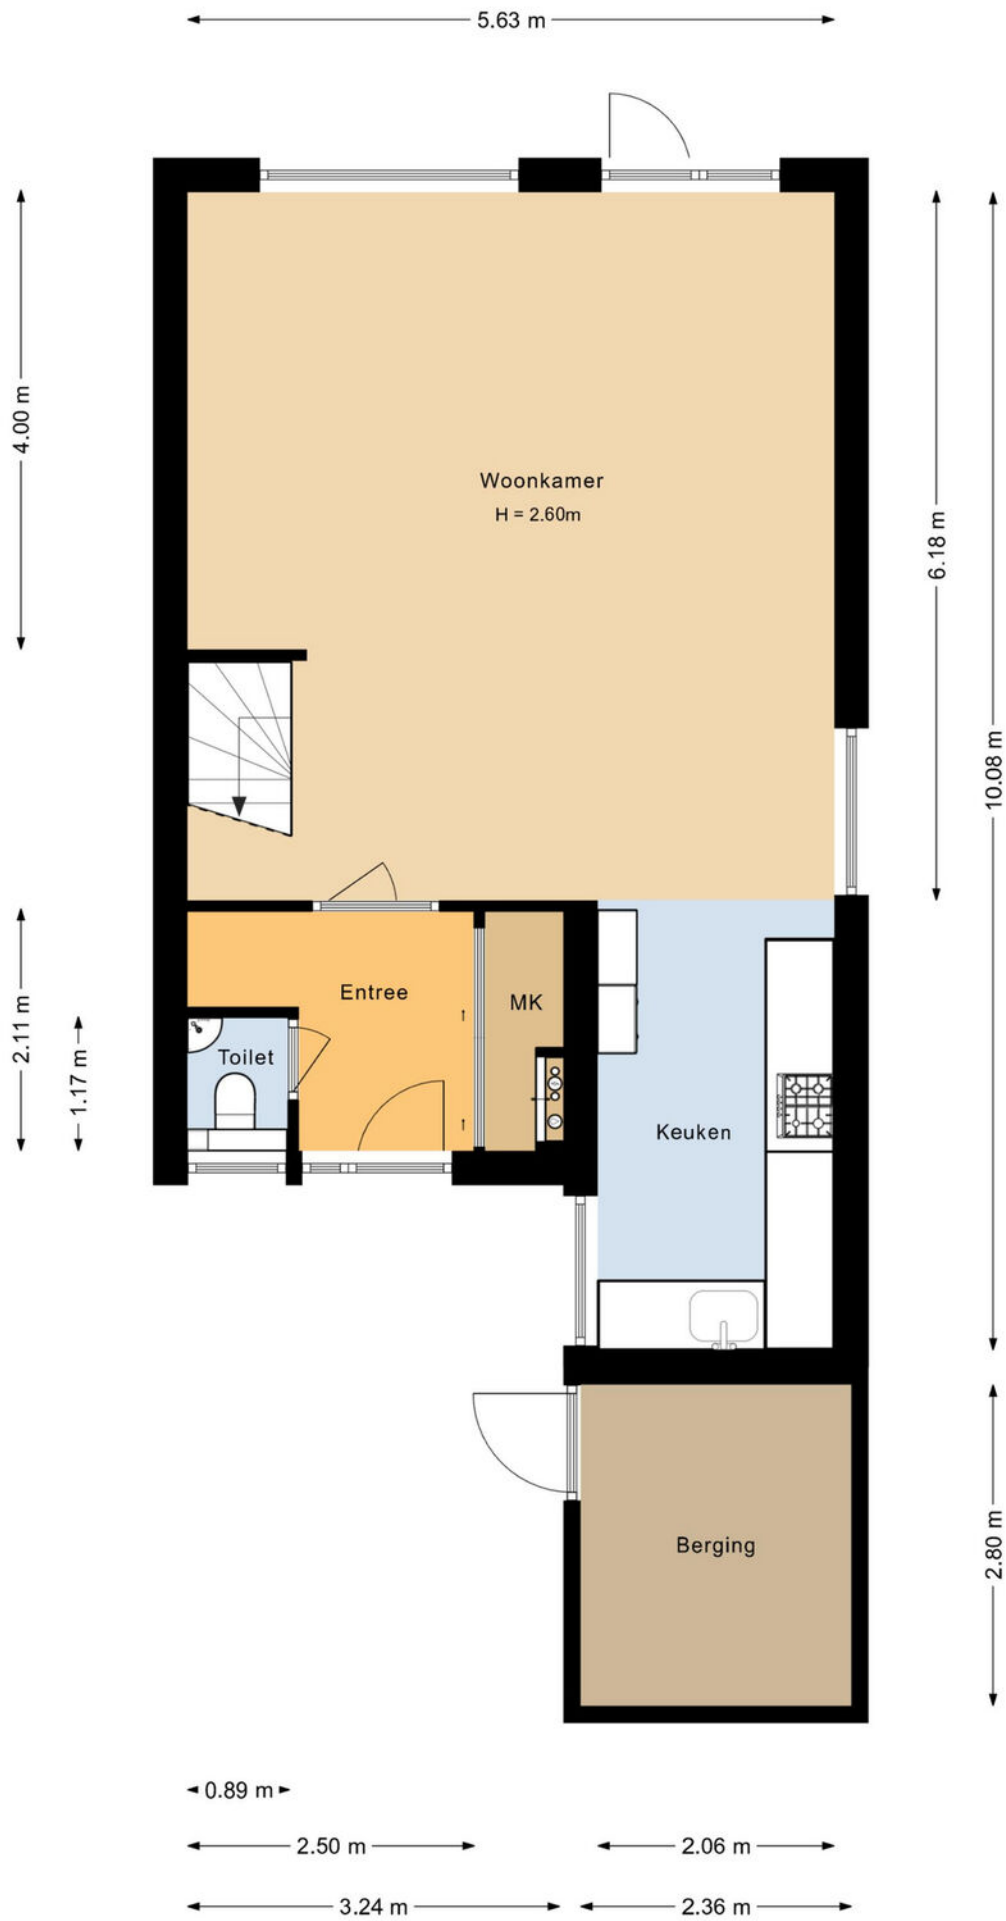 5.63 m
4.00 m
Woonkamer
H = 2.60m
6.18 m
10.08 m
2.11 m
1.17 m
Entree
MK
Toilet
Keuken
Berging
2.80 m
0.89 m
2.50 m
2.06 m
3.24 m
2.36 m